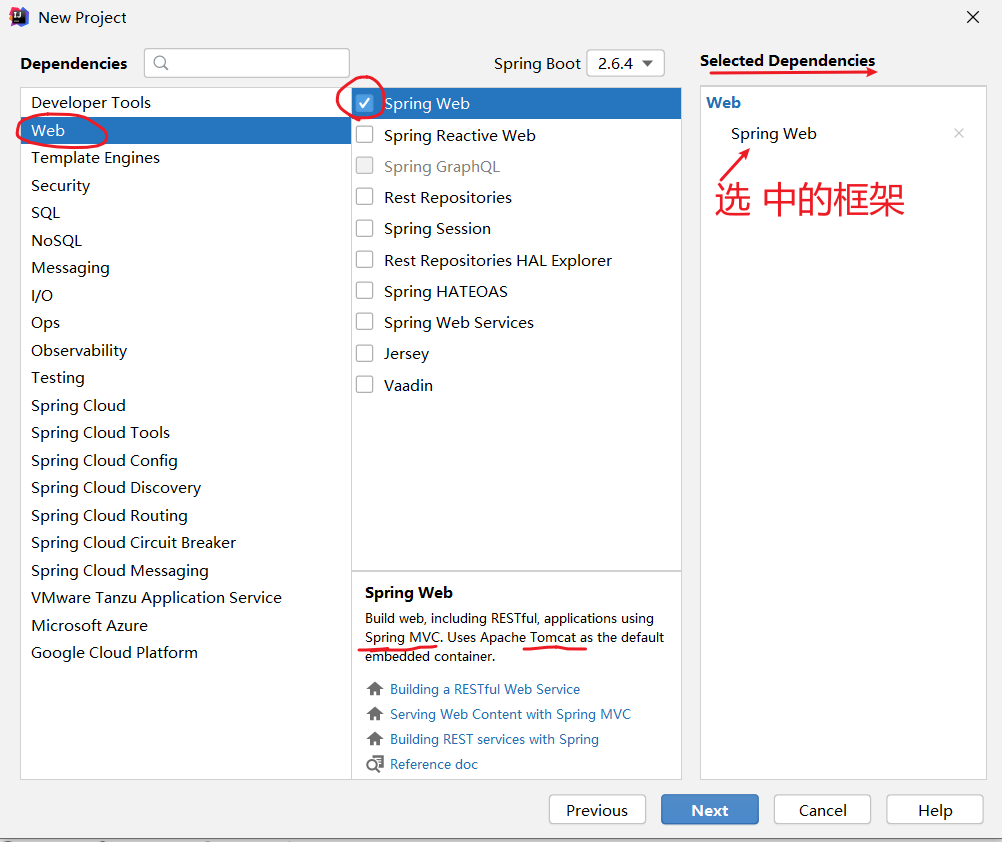 New Project
Dependencies
Spring Boot 2.6.4
Selected Dependencies
Developer Tools
Web
Template Engines
Security
SQL
NoSQL
Messaging
I/O
Ops
Observability
Testing
Spring Cloud
Spring Cloud Tools
Spring Cloud Config
Spring Cloud Discovery
Spring Cloud Routing
Spring Cloud Circuit Breaker
Spring Cloud Messaging
VMware Tanzu Application Service
Microsoft Azure
Google Cloud Platform
Spring Web
Spring Reactive Web
Spring GraphQL
Rest Repositories
Spring Session
Rest Repositories HAL Explorer
Spring HATEOAS
Spring Web Services
Jersey
Vaadin
Spring Web
Build web, including RESTful, applications using
Spring MVC. Uses Apache Tomcat as the default
embedded container.
Building a RESTful Web Service
Serving Web Content with Spring MVC
Building REST services with Spring
Reference doc
Web
Spring Web
选 中的框架
Previous
Next
Cancel
Help